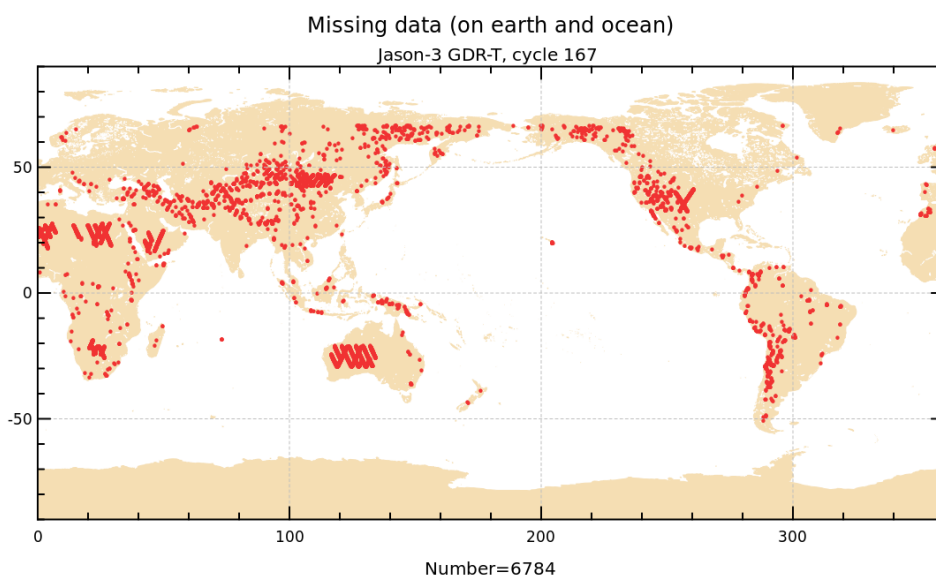 Missing data (on earth and ocean)
Jason-3 GDR-T, cycle 167
50
0
-50
0 100 200 300
Number=6784